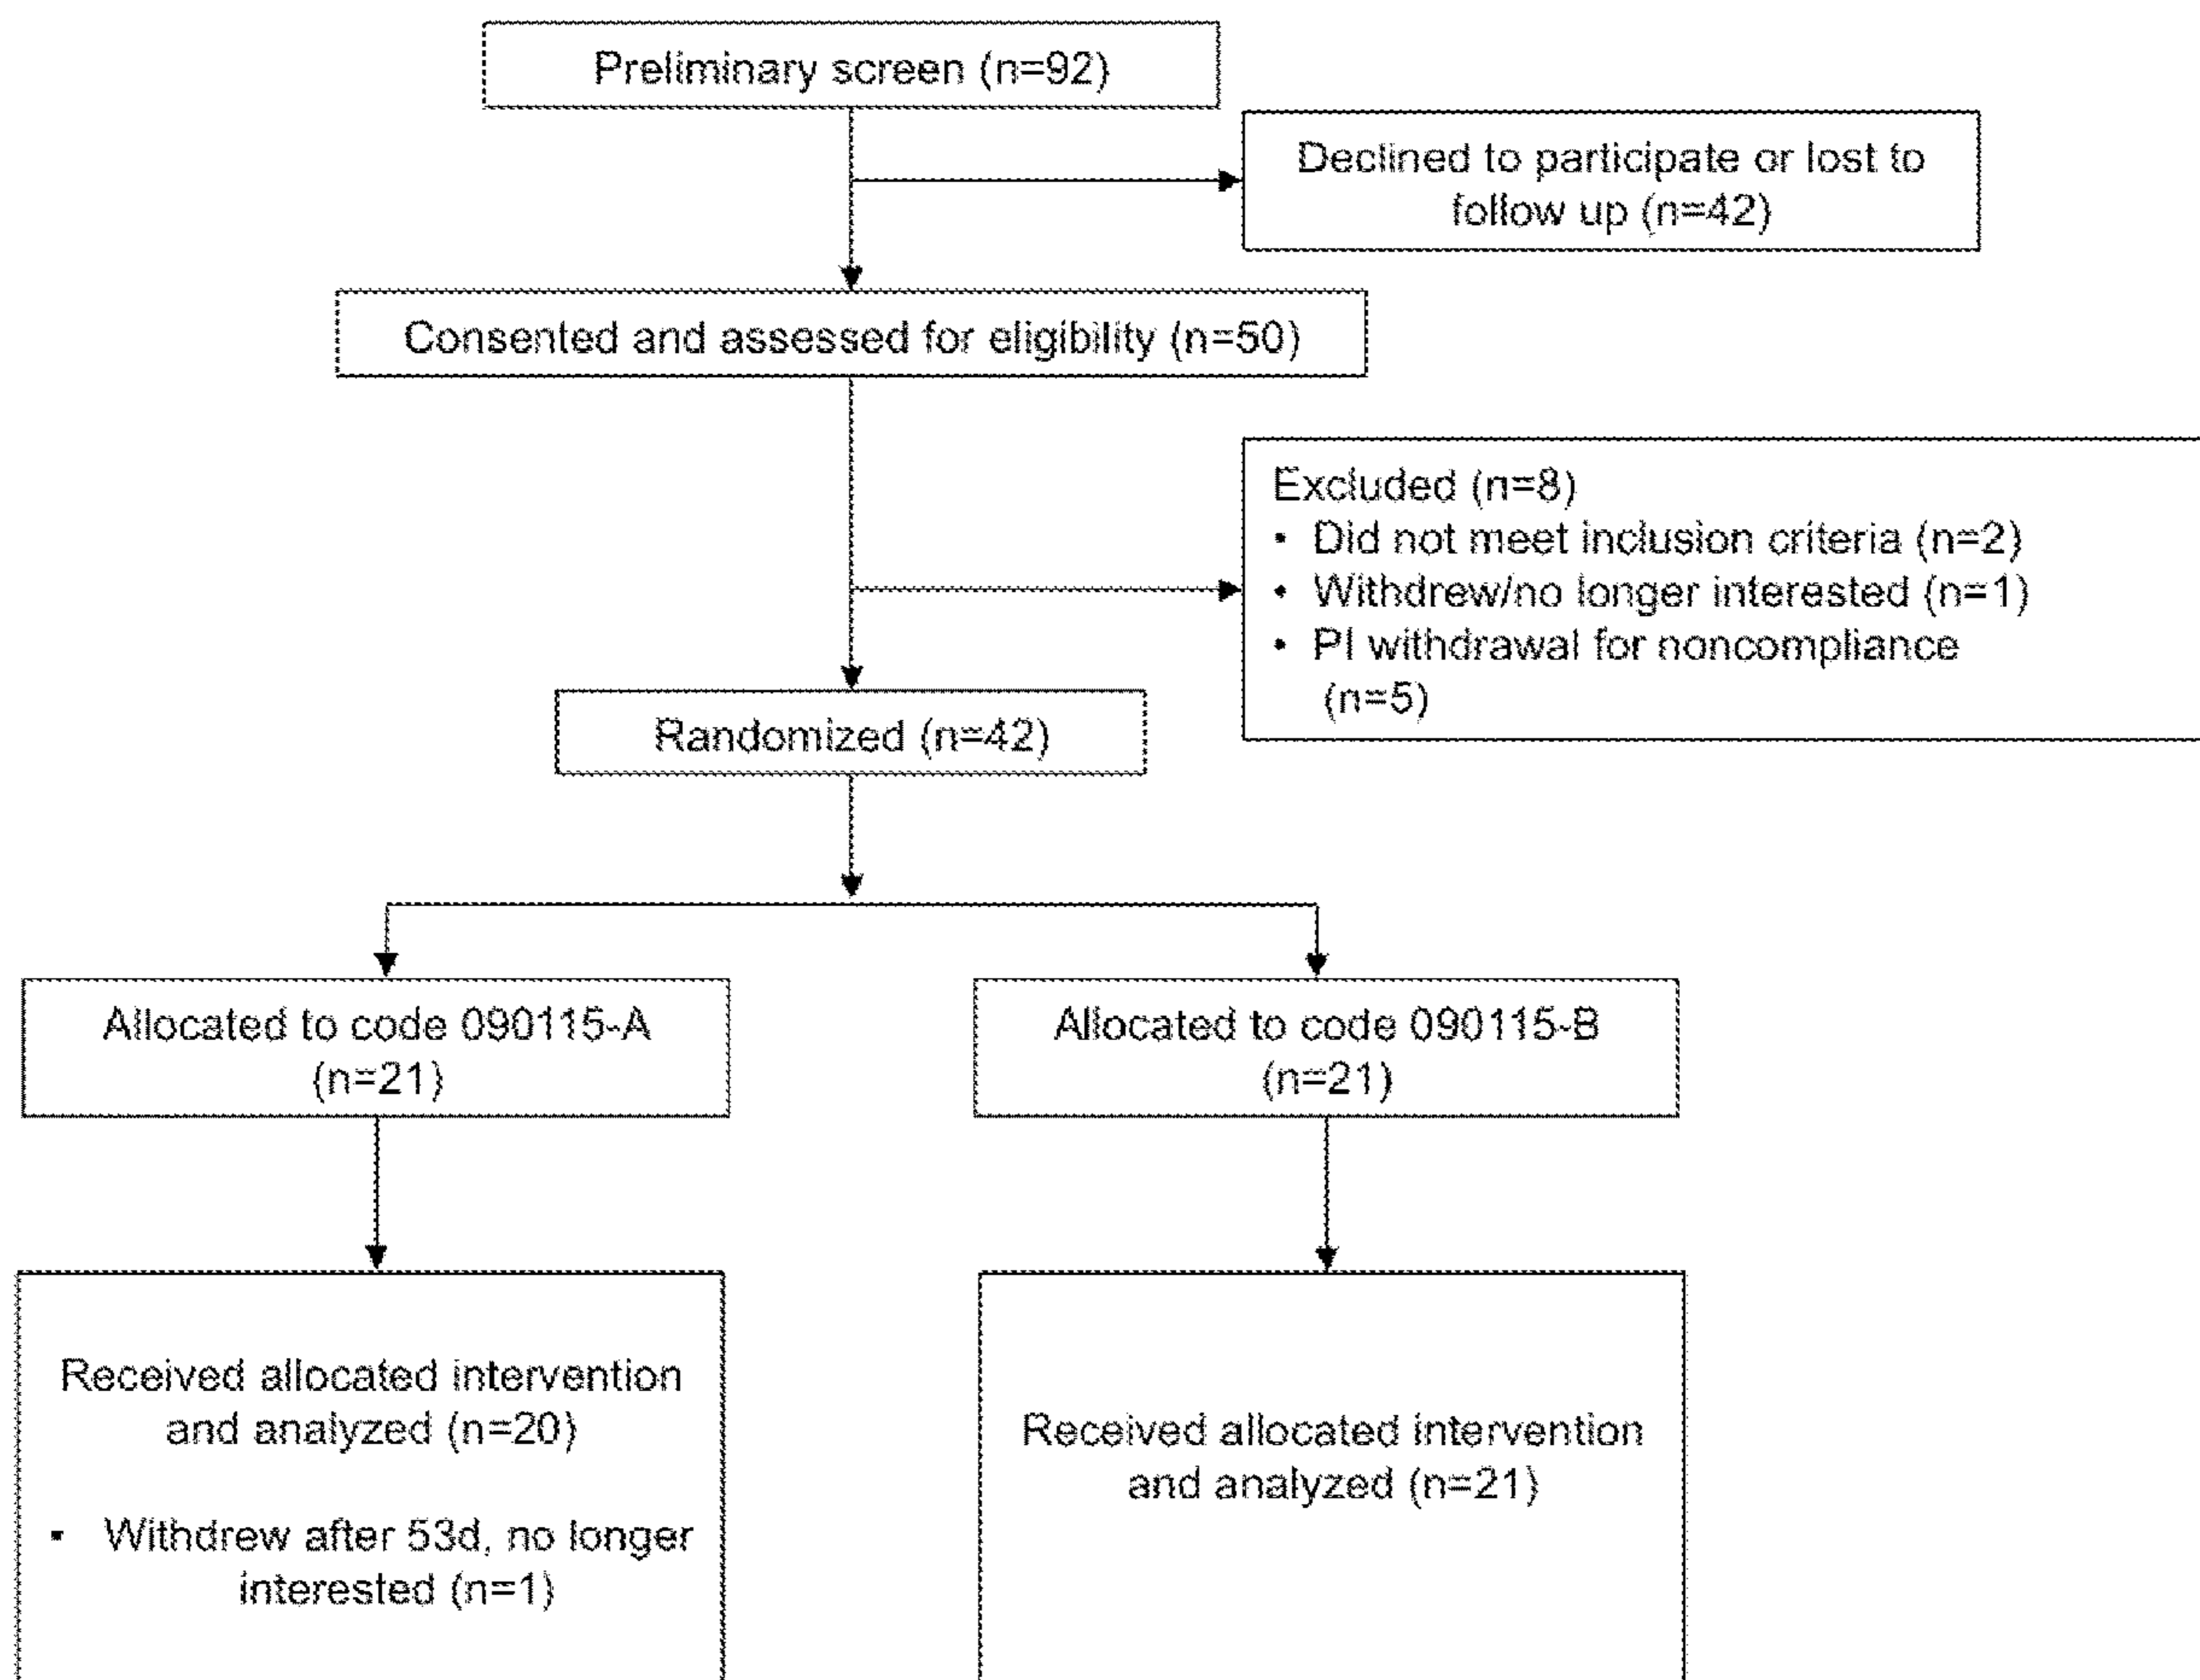 Preliminary screen (n=92)
Declined to participate or lost to
follow up (n=42)
Consented and assessed for eligibility (n=50)
Excluded (n=8)
• Did not meet inclusion criteria (n=2)
• Withdrew/no longer interested (n=1)
• PI withdrawal for noncompliance
(n=5)
Randomized (n=42)
Allocated to code 090115-A
(n=21)
Allocated to code 090115-B
(n=21)
Received allocated intervention
and analyzed (n=20)
• Withdrew after 53d, no longer
interested (n=1)
Received allocated intervention
and analyzed (n=21)